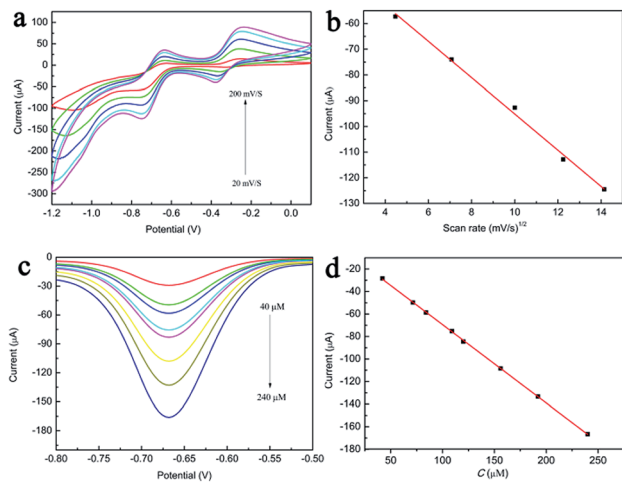 a
100
50
0
-50
-100
-150
-200
-250
-300
Current (μA)
200 mV/S
20 mV/S
-1.2 -1.0 -0.8 -0.6 -0.4 -0.2 0.0
Potential (V)
b
-60
-70
-80
-90
-100
-110
-120
-130
Current (μA)
4 6 8 10 12 14
Scan rate (mV/s)1/2
c
0
-30
-60
-90
-120
-150
-180
Current (μA)
40 μM
240 μM
-0.80 -0.75 -0.70 -0.65 -0.60 -0.55 -0.50
Potential (V)
d
-20
-40
-60
-80
-100
-120
-140
-160
-180
Current (μA)
50 100 150 200 250
C (μM)